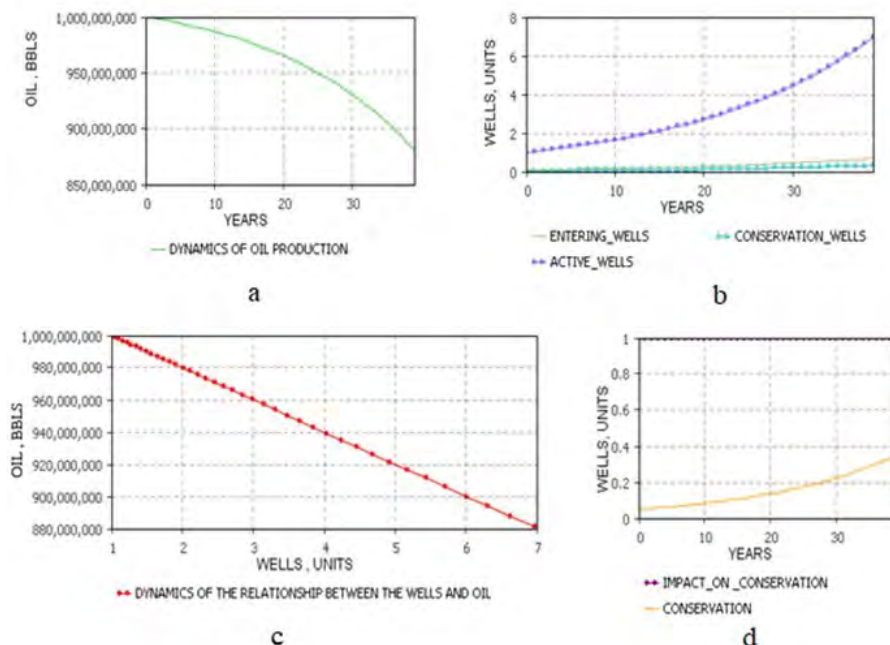 OIL , BBLS
1,000,000,000
950,000,000
900,000,000
850,000,000
0 10 20 30
YEARS
DYNAMICS OF OIL PRODUCTION
a
WELLS, UNITS
8
6
4
2
0
0 10 20 30
YEARS
ENTERING_WELLS CONSERVATION_WELLS
ACTIVE_WELLS
b
OIL , BBLS
1,000,000,000
980,000,000
960,000,000
940,000,000
920,000,000
900,000,000
880,000,000
1 2 3 4 5 6 7
WELLS , UNITS
DYNAMICS OF THE RELATIONSHIP BETWEEN THE WELLS AND OIL
c
WELLS, UNITS
1
0.8
0.6
0.4
0.2
0
0 10 20 30
YEARS
IMPACT_ON _CONSERVATION
CONSERVATION
d